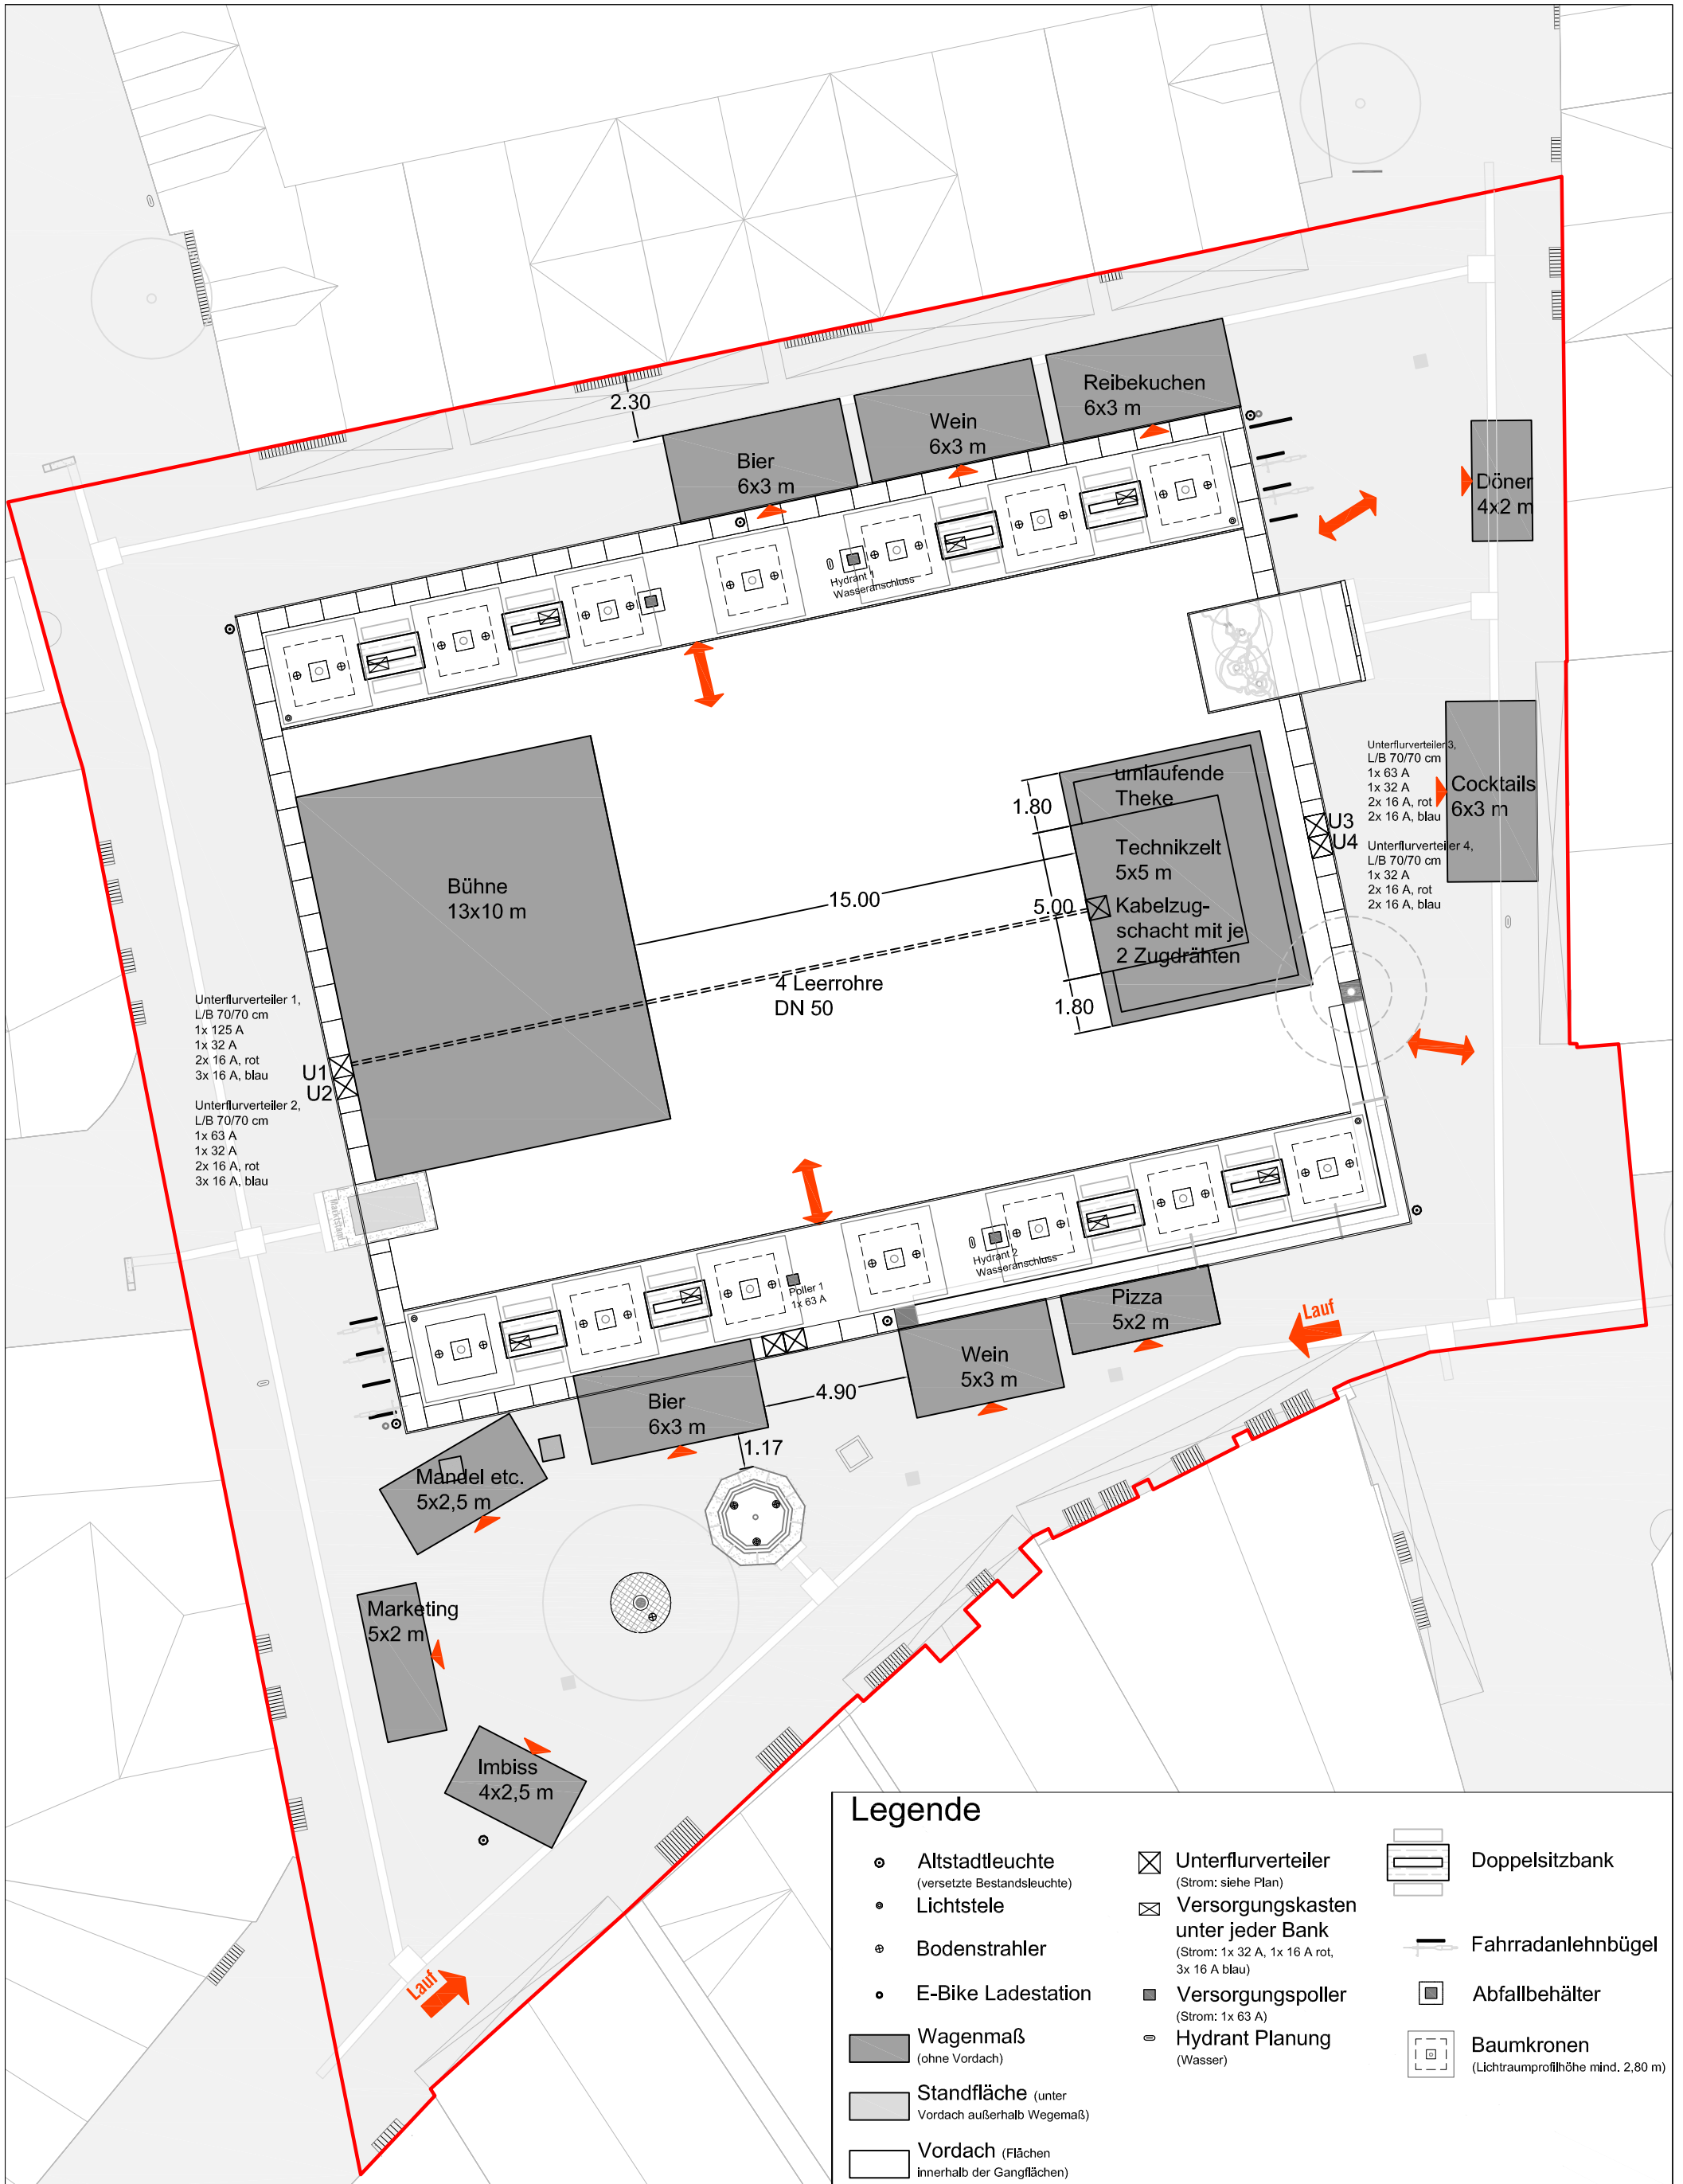 2.30
Bier
6x3 m
Wein
6x3 m
Reibekuchen
6x3 m
Döner
4x2 m
Hydrant 1
Wasseranschluss
umlaufende
Theke
1.80
Technikzelt
5x5 m
5.00
Kabelzug-
schacht mit je
2 Zugdrähten
1.80
15.00
Bühne
13x10 m
4 Leerrohre
DN 50
U3
U4
Unterflurverteiler 3,
L/B 70/70 cm
1x 63 A
1x 32 A
2x 16 A, rot
2x 16 A, blau
Cocktails
6x3 m
Unterflurverteiler 4,
L/B 70/70 cm
1x 32 A
2x 16 A, rot
2x 16 A, blau
Unterflurverteiler 1,
L/B 70/70 cm
1x 125 A
1x 32 A
2x 16 A, rot
3x 16 A, blau
U1
U2
Unterflurverteiler 2,
L/B 70/70 cm
1x 63 A
1x 32 A
2x 16 A, rot
3x 16 A, blau
Marktstand
Hydrant 2
Wasseranschluss
Poller 1
1x 63 A
Pizza
5x2 m
Lauf
Wein
5x3 m
4.90
Bier
6x3 m
1.17
Mandel etc.
5x2,5 m
Marketing
5x2 m
Imbiss
4x2,5 m
Lauf
Legende
Altstadtleuchte
(versetzte Bestandsleuchte)
Lichtstele
Bodenstrahler
E-Bike Ladestation
Wagenmaß
(ohne Vordach)
Standfläche (unter
Vordach außerhalb Wegemaß)
Vordach (Flächen
innerhalb der Gangflächen)
Unterflurverteiler
(Strom: siehe Plan)
Versorgungskasten
unter jeder Bank
(Strom: 1x 32 A, 1x 16 A rot,
3x 16 A blau)
Versorgungspoller
(Strom: 1x 63 A)
Hydrant Planung
(Wasser)
Doppelsitzbank
Fahrradanlehnbügel
Abfallbehälter
Baumkronen
(Lichtraumprofilhöhe mind. 2,80 m)